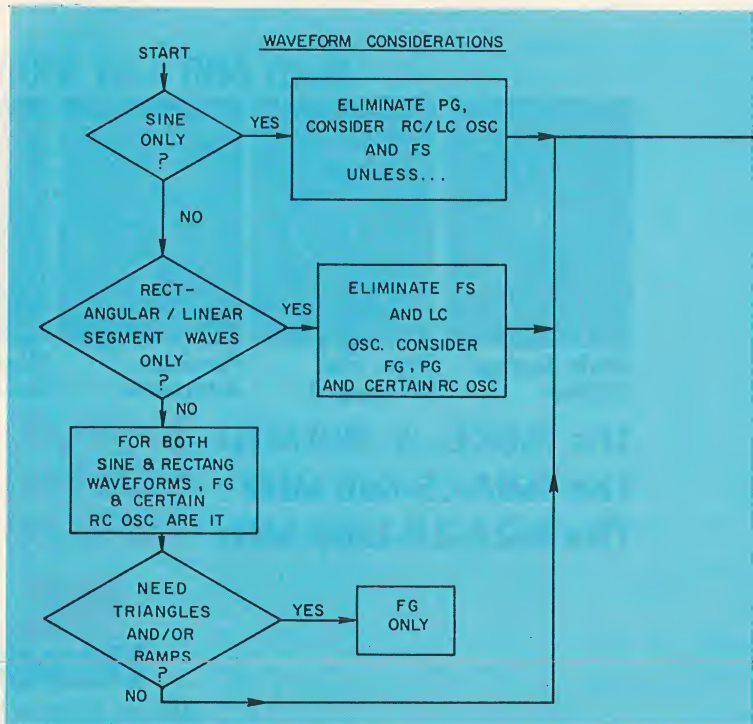 WAVEFORM CONSIDERATIONS
START
SINE
ONLY
?
YES
ELIMINATE PG,
CONSIDER RC/LC OSC
AND FS
UNLESS...
NO
RECT-
ANGULAR / LINEAR
SEGMENT WAVES
ONLY
?
YES
ELIMINATE FS
AND LC
OSC. CONSIDER
FG, PG
AND CERTAIN RC OSC
NO
FOR BOTH
SINE & RECTANG
WAVEFORMS, FG
& CERTAIN
RC OSC ARE IT
NEED
TRIANGLES
AND/OR
RAMPS
?
YES
FG
ONLY
NO